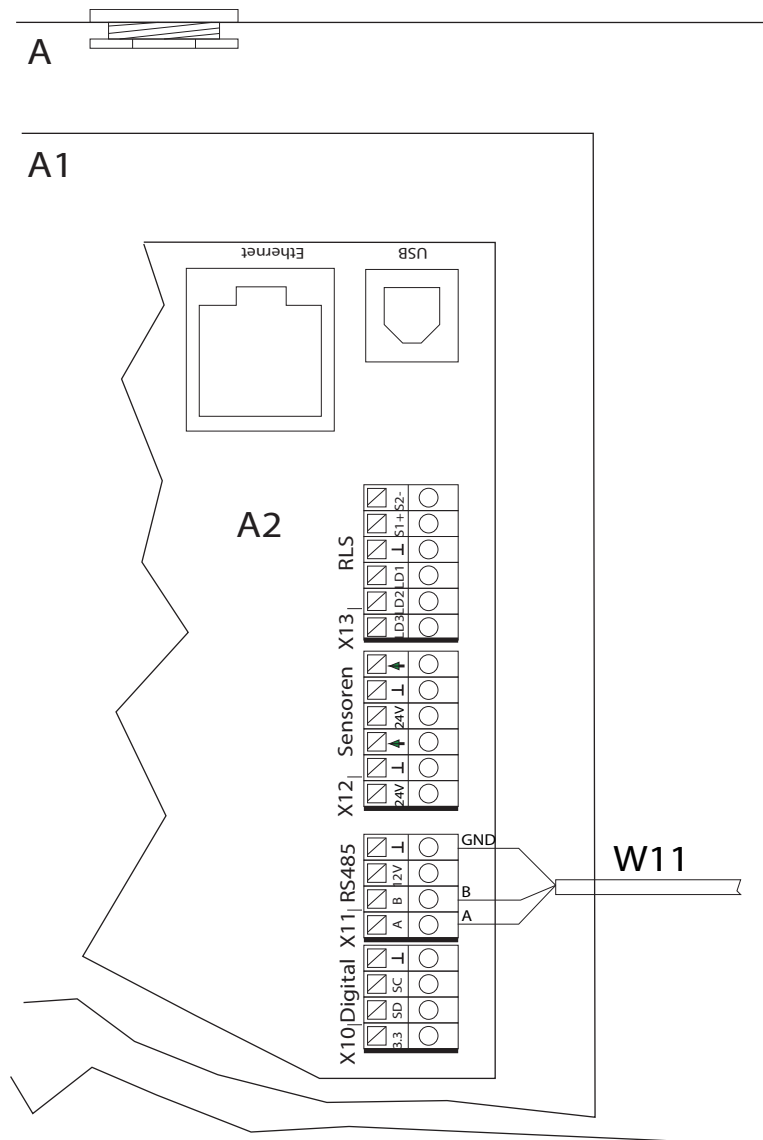 A
A1
Ethernet
USB
A2
X13 RLS
S2-
S1+
⊥
LD1
LD2
LD3
X12 Sensoren
⊥
24V
⊥
24V
X11 RS485
⊥
12V
B
A
GND
B
A
W11
X10 Digital
⊥
SC
SD
3.3